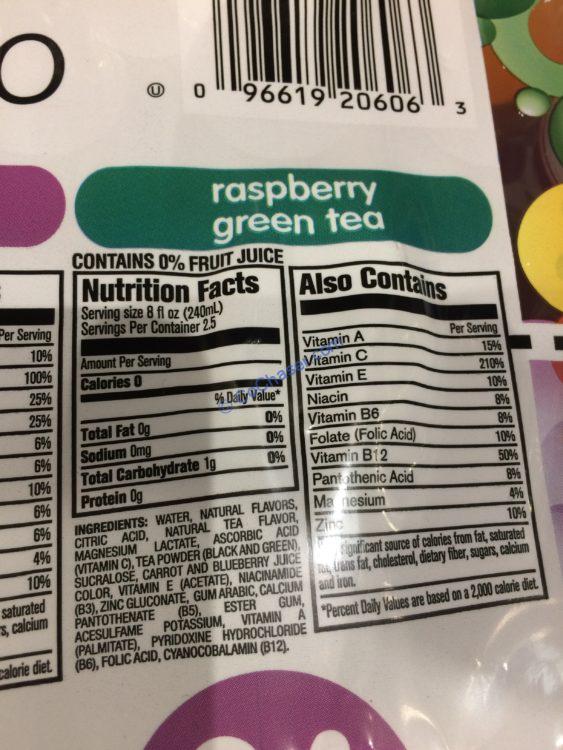 O
U
0 96619 20606 3
raspberry
green tea
CONTAINS 0% FRUIT JUICE
Nutrition Facts
Serving size 8 fl oz (240mL)
Servings Per Container 2.5
Amount Per Serving
Calories 0
% Daily Value*
Total Fat 0g 0%
Sodium 0mg 0%
Total Carbohydrate 1g 0%
Protein 0g
INGREDIENTS: WATER, NATURAL FLAVORS,
CITRIC ACID, NATURAL TEA FLAVOR,
MAGNESIUM LACTATE, ASCORBIC ACID
(VITAMIN C), TEA POWDER (BLACK AND GREEN),
SUCRALOSE, CARROT AND BLUEBERRY JUICE
COLOR, VITAMIN E (ACETATE), NIACINAMIDE
(B3), ZINC GLUCONATE, GUM ARABIC, CALCIUM
PANTOTHENATE (B5), ESTER GUM,
ACESULFAME POTASSIUM, VITAMIN A
(PALMITATE), PYRIDOXINE HYDROCHLORIDE
(B6), FOLIC ACID, CYANOCOBALAMIN (B12).
Also Contains
Per Serving
Vitamin A 15%
Vitamin C 210%
Vitamin E 10%
Niacin 8%
Vitamin B6 8%
Folate (Folic Acid) 10%
Vitamin B12 50%
Pantothenic Acid 8%
Magnesium 4%
Zinc 10%
significant source of calories from fat, saturated
fat, trans fat, cholesterol, dietary fiber, sugars, calcium
and iron.
*Percent Daily Values are based on a 2,000 calorie diet.
Per Serving
10%
100%
25%
25%
6%
6%
10%
6%
6%
4%
10%
saturated
rs, calcium
calorie diet.